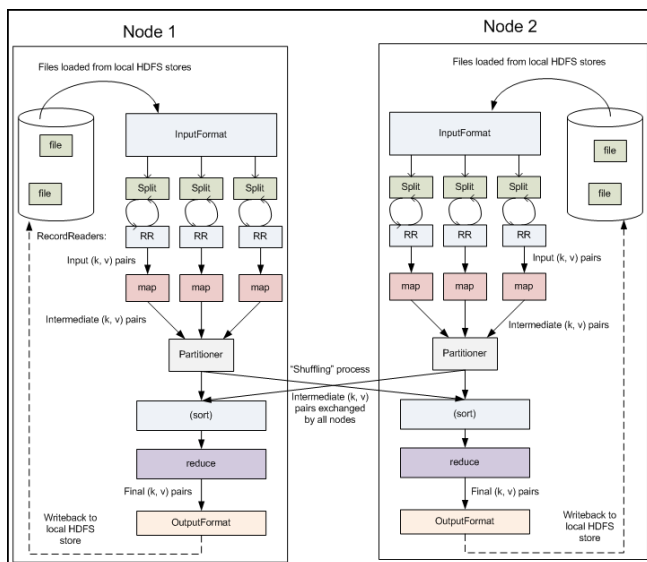 Node 1
Files loaded from local HDFS stores
InputFormat
file
file
Split
Split
Split
RecordReaders:
RR
RR
RR
Input (k, v) pairs
map
map
map
Intermediate (k, v) pairs
Partitioner
(sort)
reduce
Final (k, v) pairs
Writeback to
local HDFS
store
OutputFormat
"Shuffling" process
Intermediate (k, v)
pairs exchanged
by all nodes
Node 2
Files loaded from local HDFS stores
InputFormat
file
file
Split
Split
Split
RR
RR
RR
Input (k, v) pairs
map
map
map
Intermediate (k, v) pairs
Partitioner
(sort)
reduce
Final (k, v) pairs
Writeback to
local HDFS
store
OutputFormat